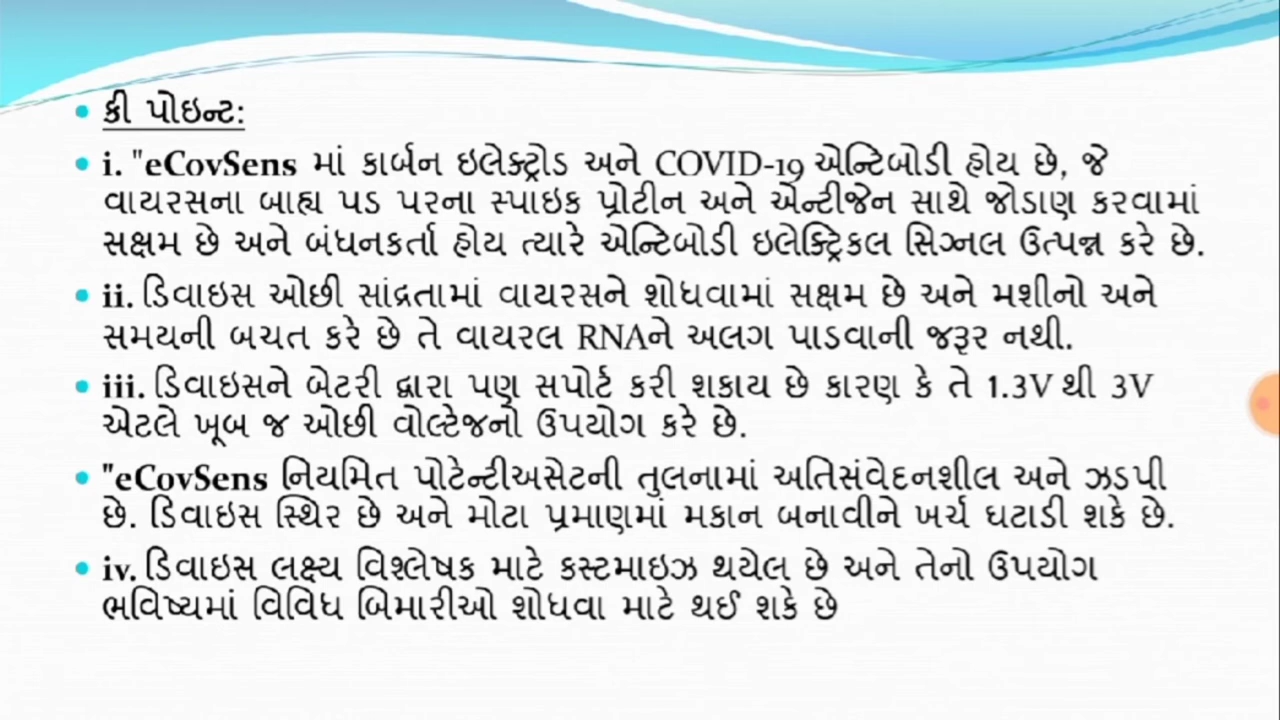 કી પોઇન્ટ:
i. "eCovSens માં કાર્બન ઇલેક્ટ્રોડ અને COVID-19 એન્ટિબોડી હોય છે, જે
વાયરસના બાહ્ય પડ પરના સ્પાઇક પ્રોટીન અને એન્ટીજેન સાથે જોડાણ કરવામાં
સક્ષમ છે અને બંધનકર્તા હોય ત્યારે એન્ટિબોડી ઇલેક્ટ્રિકલ સિગ્નલ ઉત્પન્ન કરે છે.
ii. ડિવાઇસ ઓછી સાંદ્રતામાં વાયરસને શોધવામાં સક્ષમ છે અને મશીનો અને
સમયની બચત કરે છે તે વાયરલ RNAને અલગ પાડવાની જરૂર નથી.
iii. ડિવાઇસને બેટરી દ્વારા પણ સપોર્ટ કરી શકાય છે કારણ કે તે 1.3V થી 3V
એટલે ખૂબ જ ઓછી વોલ્ટેજનો ઉપયોગ કરે છે.
"eCovSens નિયમિત પોટેન્ટીઅસેટની તુલનામાં અતિસંવેદનશીલ અને ઝડપી
છે. ડિવાઇસ સ્થિર છે અને મોટા પ્રમાણમાં મકાન બનાવીને ખર્ચ ઘટાડી શકે છે.
iv. ડિવાઇસ લક્ષ્ય વિશ્લેષક માટે કસ્ટમાઇઝ થયેલ છે અને તેનો ઉપયોગ
ભવિષ્યમાં વિવિધ બિમારીઓ શોધવા માટે થઈ શકે છે